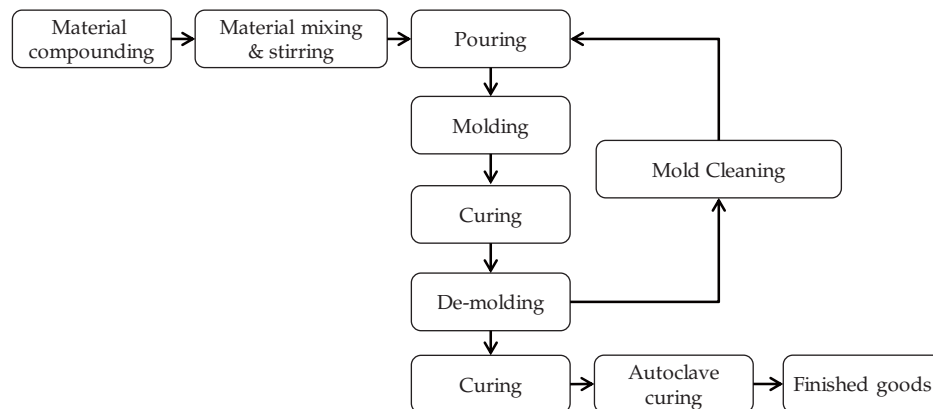 Material
compounding
Material mixing
& stirring
Pouring
Molding
Mold Cleaning
Curing
De-molding
Curing
Autoclave
curing
Finished goods